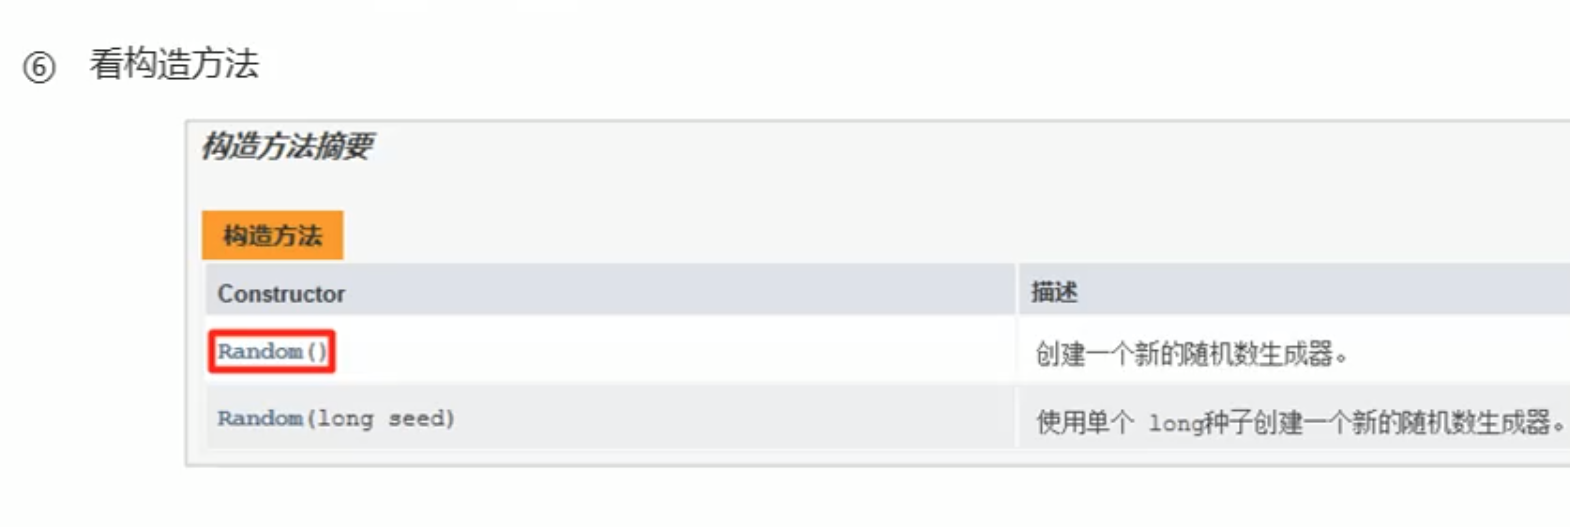 ⑥ 看构造方法
构造方法摘要
构造方法
Constructor 描述
Random() 创建一个新的随机数生成器。
Random(long seed) 使用单个 long种子创建一个新的随机数生成器。